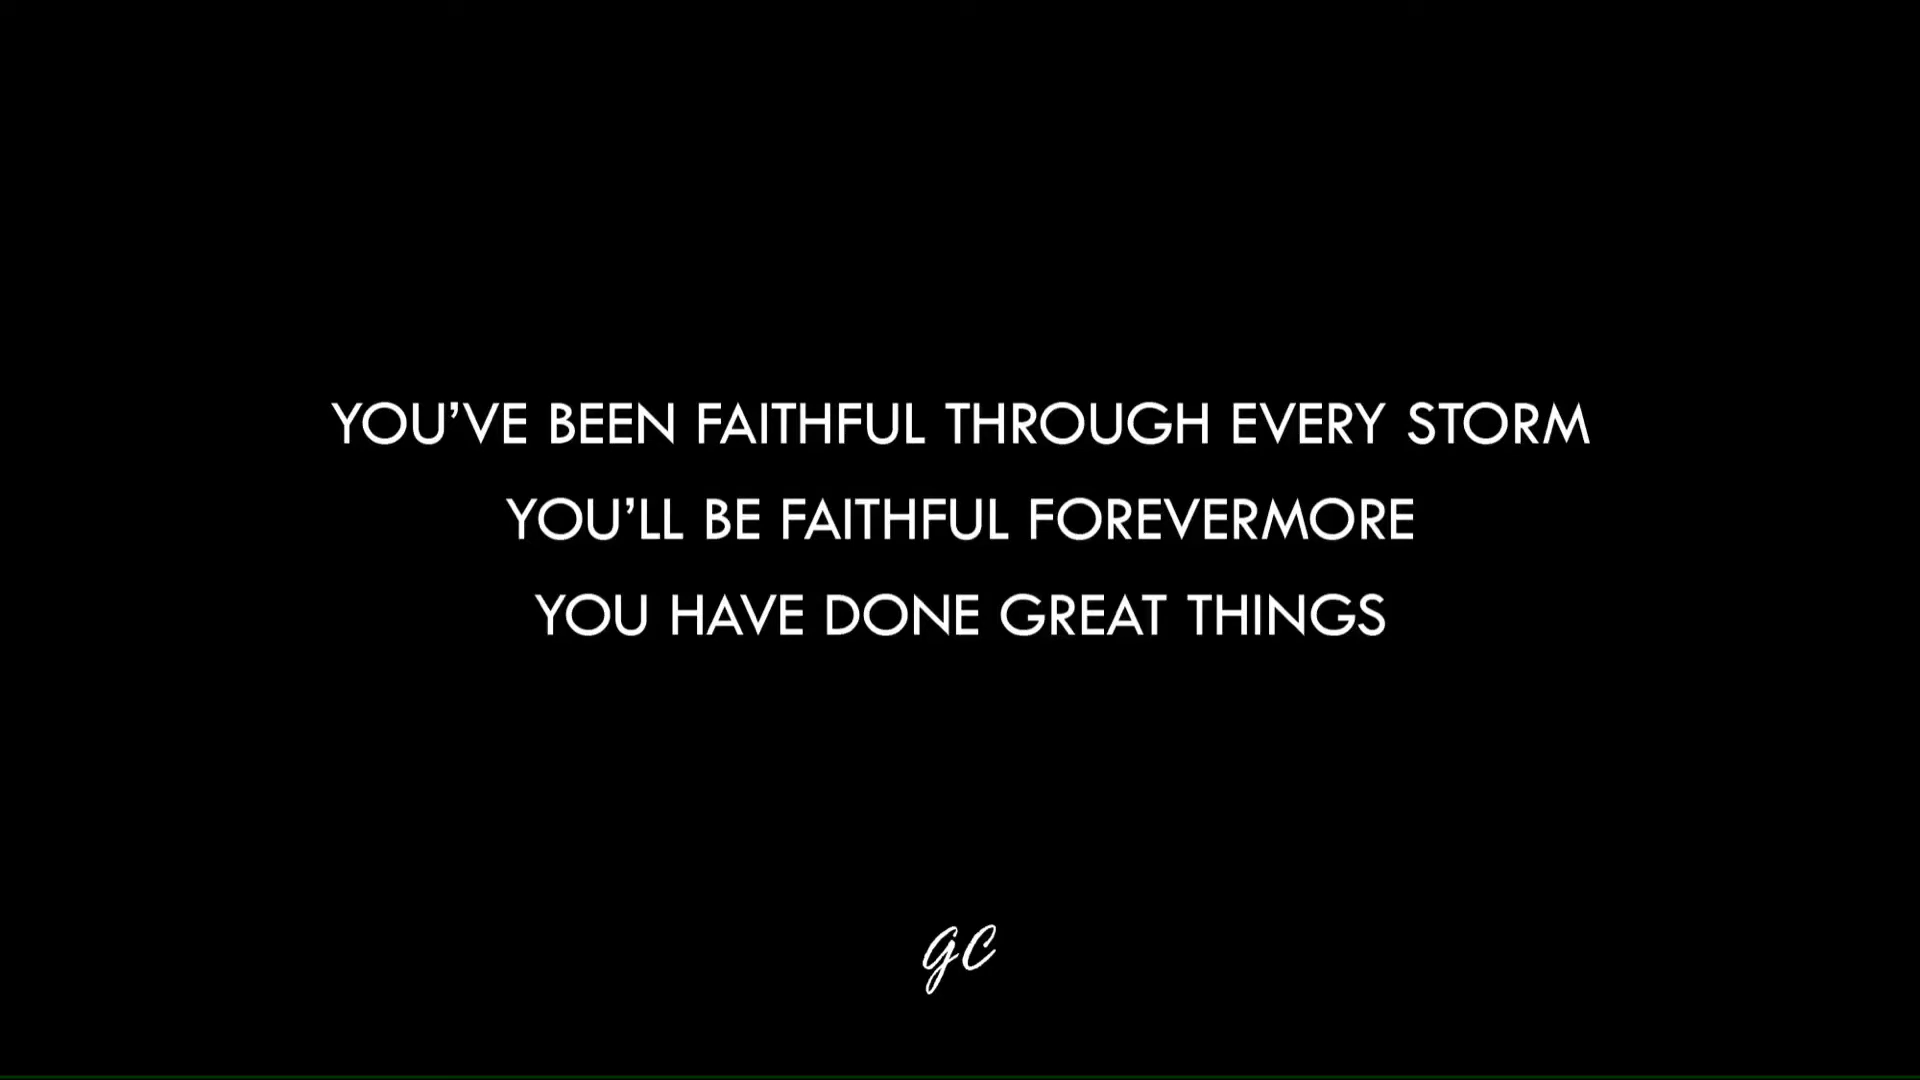 YOU’VE BEEN FAITHFUL THROUGH EVERY STORM
YOU’LL BE FAITHFUL FOREVERMORE
YOU HAVE DONE GREAT THINGS
gc